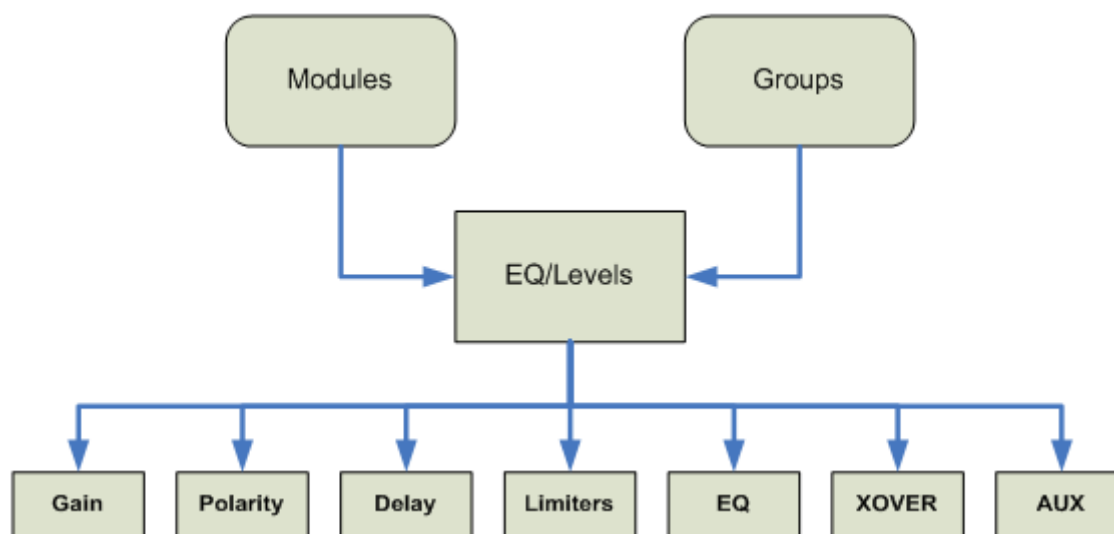 Modules
Groups
EQ/Levels
Gain
Polarity
Delay
Limiters
EQ
XOVER
AUX